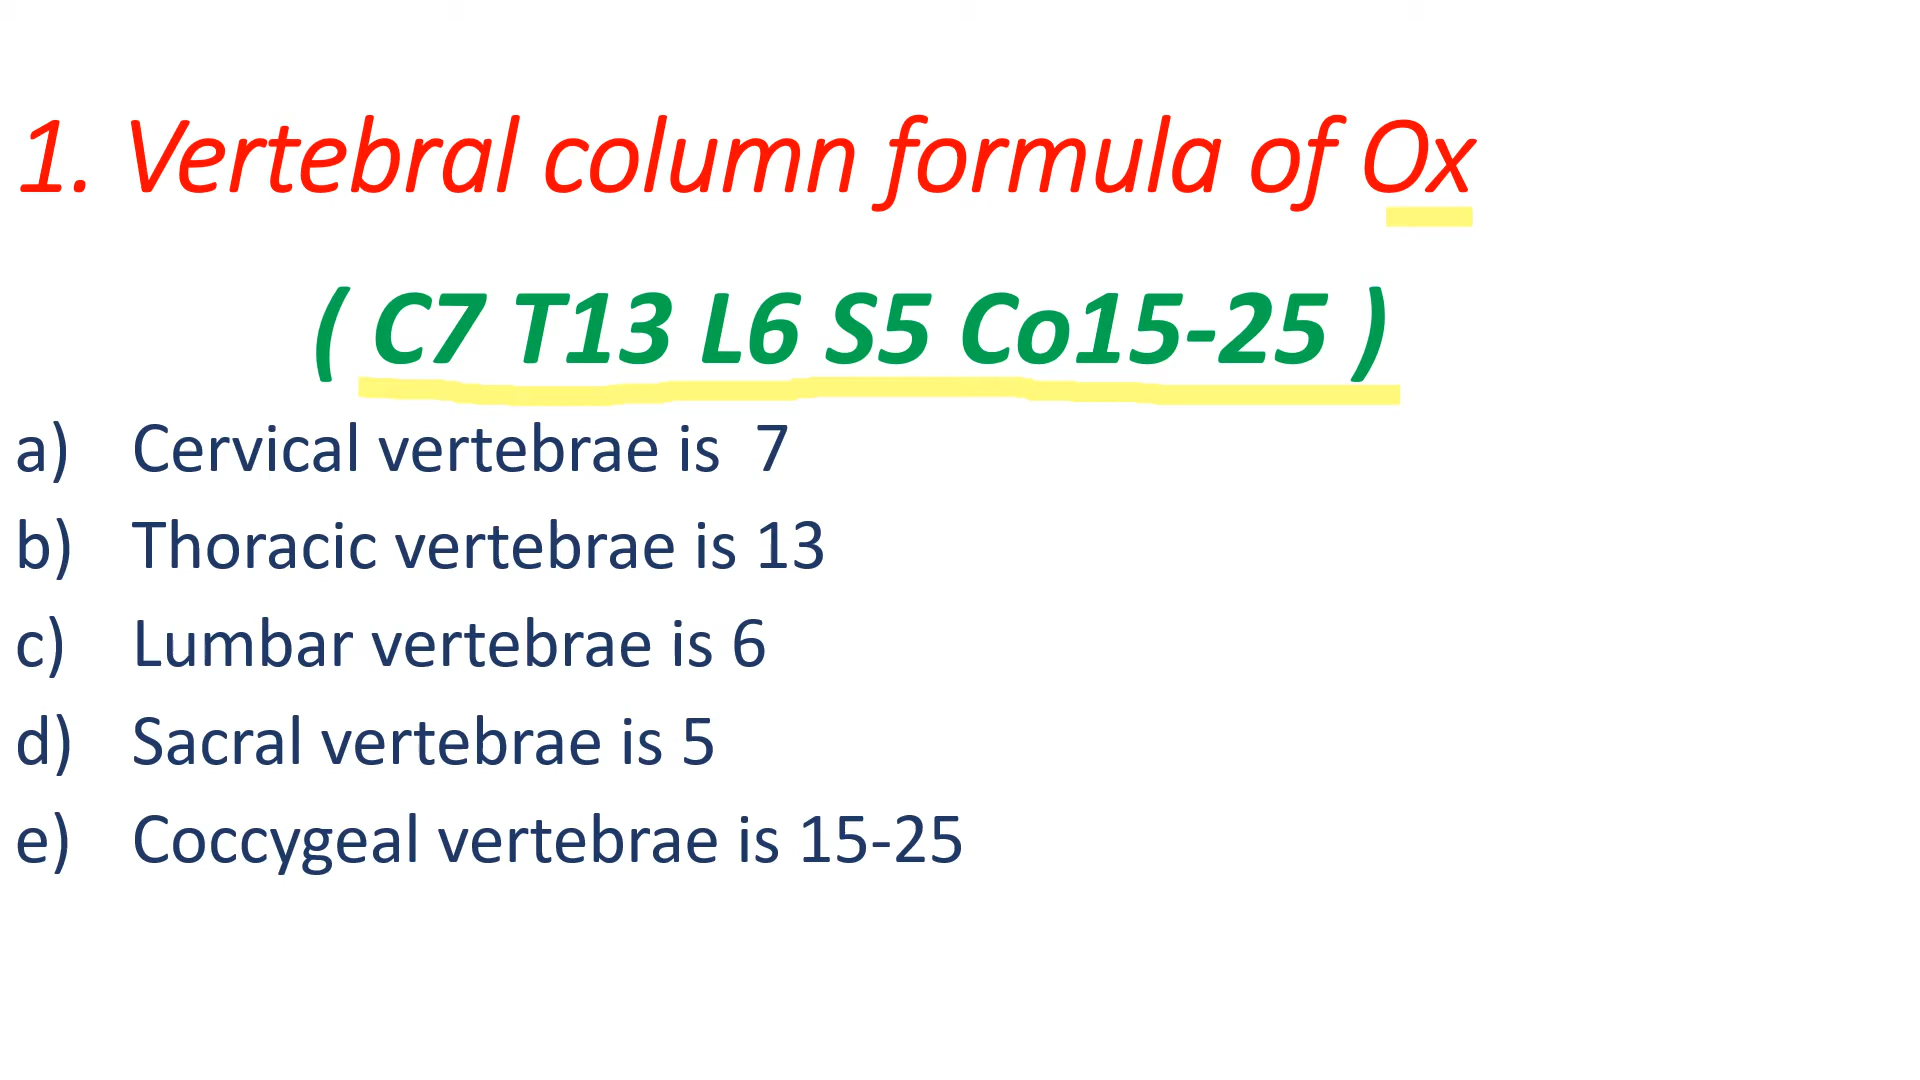 1. Vertebral column formula of Ox
( C7 T13 L6 S5 Co15-25 )
a) Cervical vertebrae is 7
b) Thoracic vertebrae is 13
c) Lumbar vertebrae is 6
d) Sacral vertebrae is 5
e) Coccygeal vertebrae is 15-25